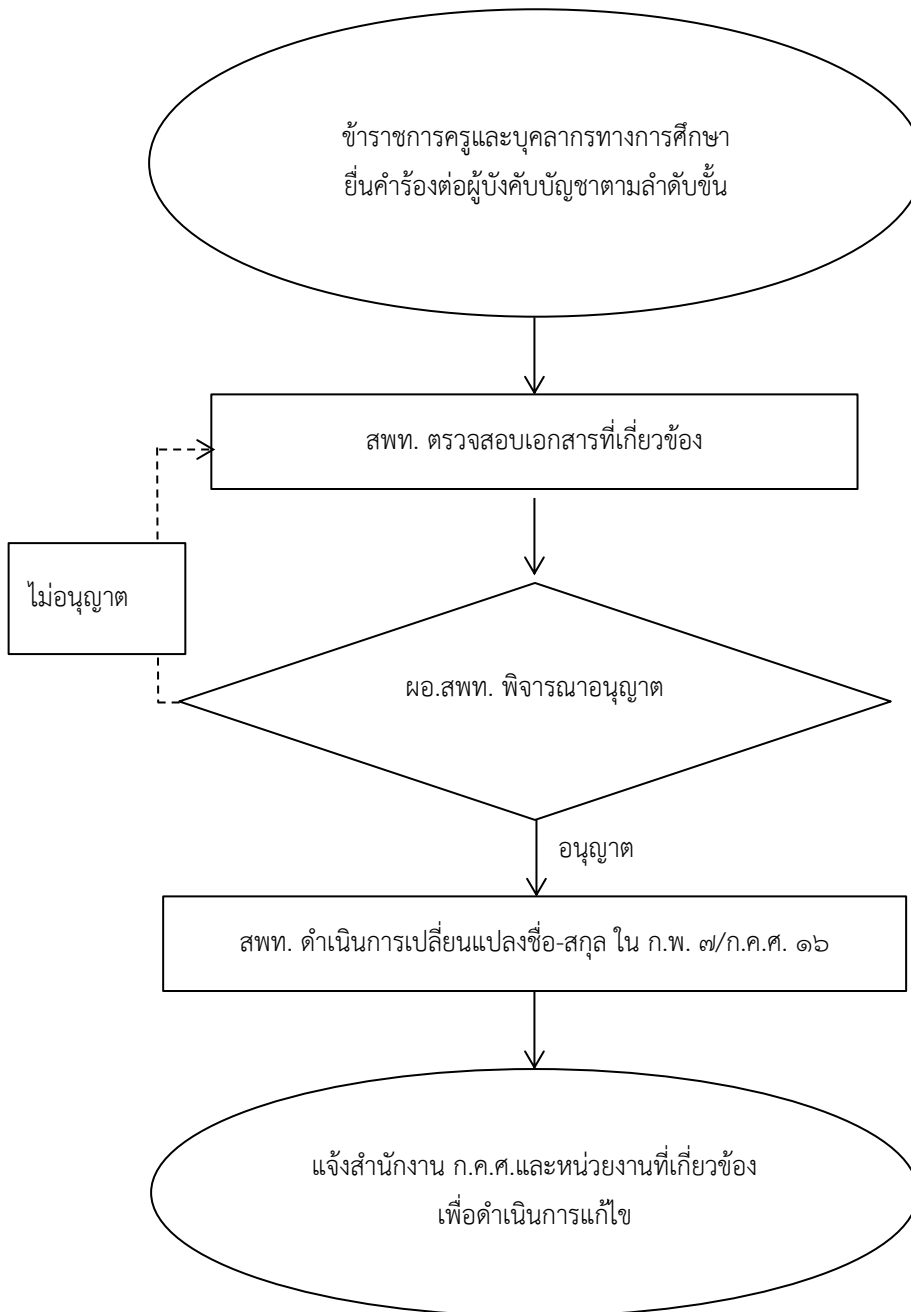 ข้าราชการครูและบุคลากรทางการศึกษา
ยื่นคำร้องต่อผู้บังคับบัญชาตามลำดับขั้น
สพท. ตรวจสอบเอกสารที่เกี่ยวข้อง
ไม่อนุญาต
ผอ.สพท. พิจารณาอนุญาต
อนุญาต
สพท. ดำเนินการเปลี่ยนแปลงชื่อ-สกุล ใน ก.พ. ๗/ก.ค.ศ. ๑๖
แจ้งสำนักงาน ก.ค.ศ.และหน่วยงานที่เกี่ยวข้อง
เพื่อดำเนินการแก้ไข